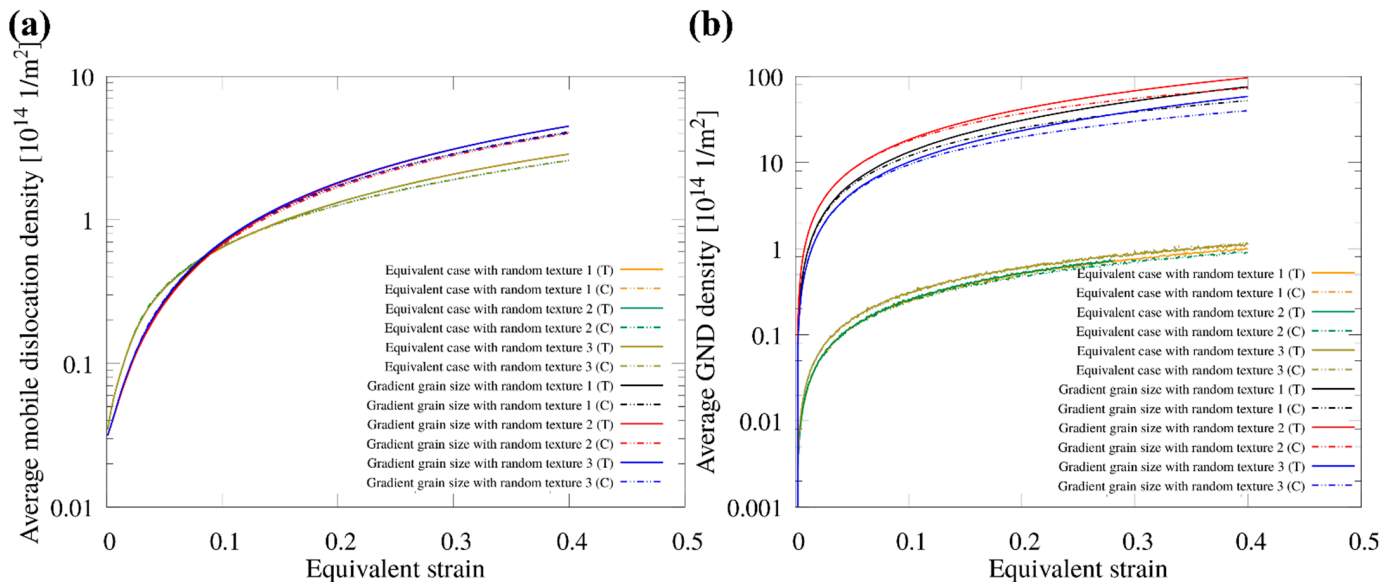 (a)
Average mobile dislocation density [10^14 1/m^2]
10
1
0.1
0.01
Equivalent case with random texture 1 (T)
Equivalent case with random texture 1 (C)
Equivalent case with random texture 2 (T)
Equivalent case with random texture 2 (C)
Equivalent case with random texture 3 (T)
Equivalent case with random texture 3 (C)
Gradient grain size with random texture 1 (T)
Gradient grain size with random texture 1 (C)
Gradient grain size with random texture 2 (T)
Gradient grain size with random texture 2 (C)
Gradient grain size with random texture 3 (T)
Gradient grain size with random texture 3 (C)
0 0.1 0.2 0.3 0.4 0.5
Equivalent strain
(b)
Average GND density [10^14 1/m^2]
100
10
1
0.1
0.01
0.001
Equivalent case with random texture 1 (T)
Equivalent case with random texture 1 (C)
Equivalent case with random texture 2 (T)
Equivalent case with random texture 2 (C)
Equivalent case with random texture 3 (T)
Equivalent case with random texture 3 (C)
Gradient grain size with random texture 1 (T)
Gradient grain size with random texture 1 (C)
Gradient grain size with random texture 2 (T)
Gradient grain size with random texture 2 (C)
Gradient grain size with random texture 3 (T)
Gradient grain size with random texture 3 (C)
0 0.1 0.2 0.3 0.4 0.5
Equivalent strain